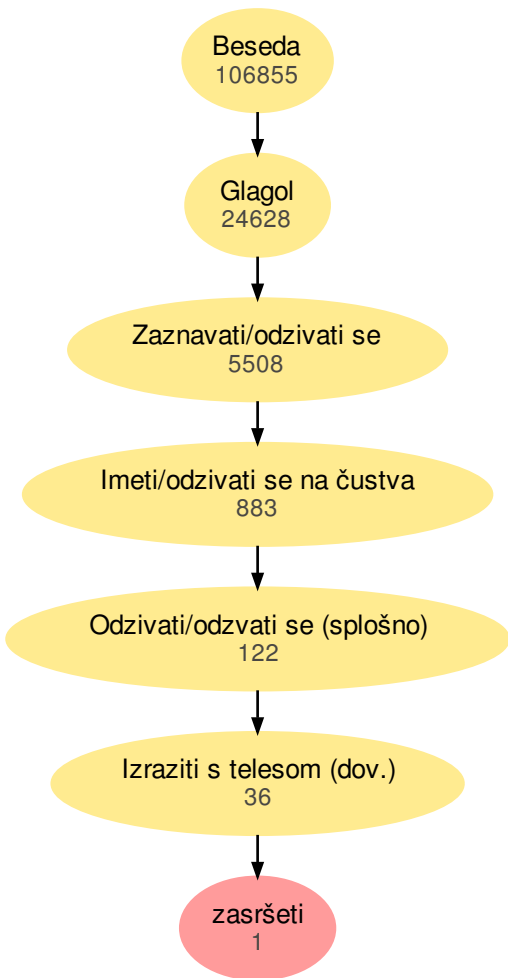 Beseda
106855
Glagol
24628
Zaznavati/odzivati se
5508
Imeti/odzivati se na čustva
883
Odzivati/odzvati se (splošno)
122
Izraziti s telesom (dov.)
36
zasršeti
1